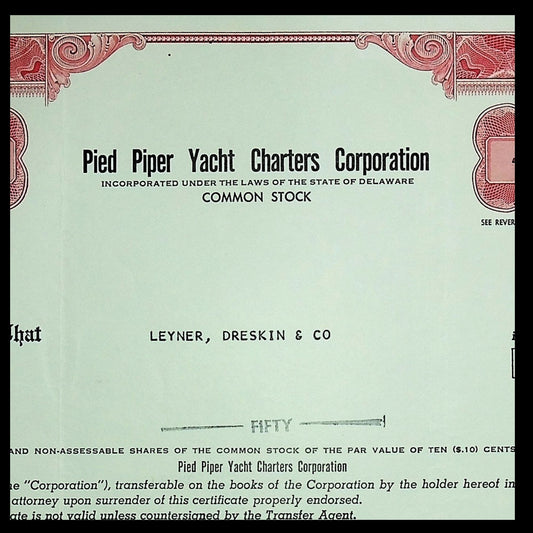 Pied Piper Yacht Charters Corporation
INCORPORATED UNDER THE LAWS OF THE STATE OF DELAWARE
COMMON STOCK
SEE REVER
That
LEYNER, DRESKIN & CO
FIFTY
AND NON-ASSESSABLE SHARES OF THE COMMON STOCK OF THE PAR VALUE OF TEN ($.10) CENTS
Pied Piper Yacht Charters Corporation
he "Corporation"), transferable on the books of the Corporation by the holder hereof in
attorney upon surrender of this certificate properly endorsed.
ate is not valid unless countersigned by the Transfer Agent.